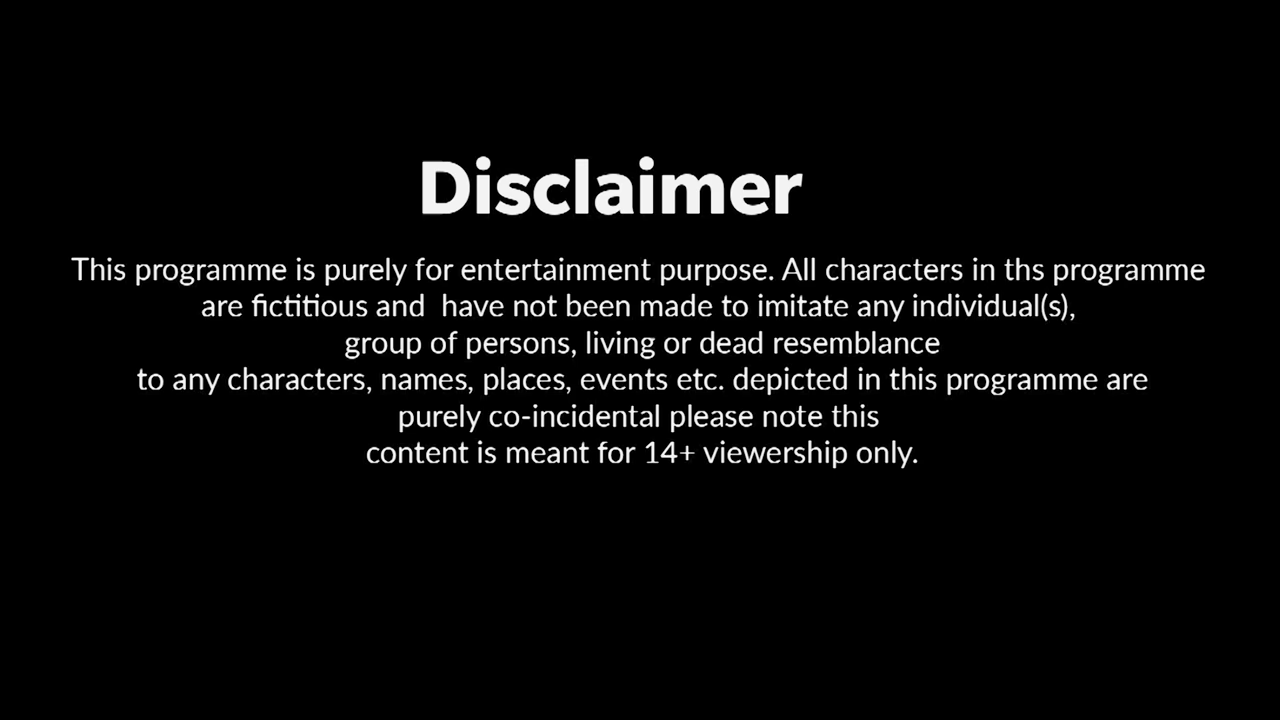 Disclaimer
This programme is purely for entertainment purpose. All characters in ths programme
are fictitious and  have not been made to imitate any individual(s),
group of persons, living or dead resemblance
to any characters, names, places, events etc. depicted in this programme are
purely co-incidental please note this
content is meant for 14+ viewership only.